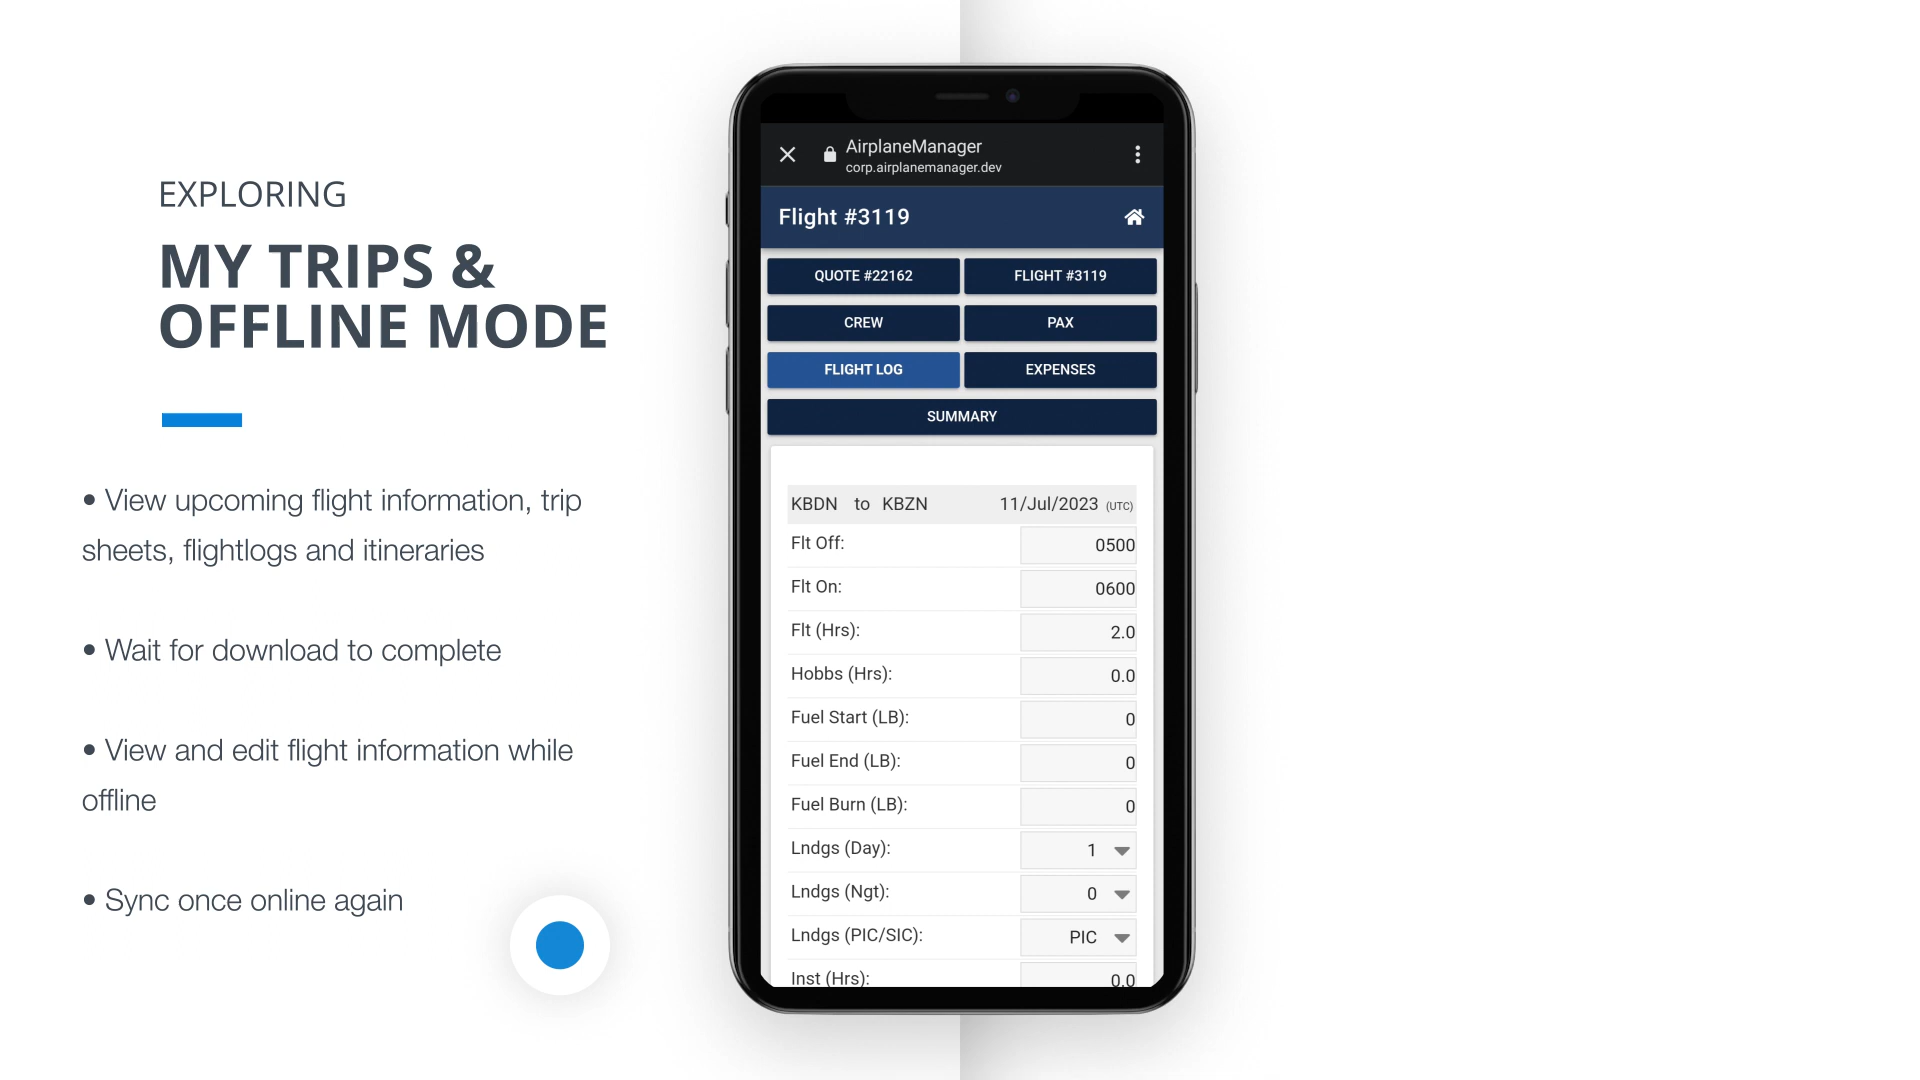 EXPLORING
MY TRIPS &
OFFLINE MODE
• View upcoming flight information, trip
sheets, flightlogs and itineraries
• Wait for download to complete
• View and edit flight information while
offline
• Sync once online again
AirplaneManager
corp.airplanemanager.dev
Flight #3119
QUOTE #22162 FLIGHT #3119
CREW PAX
FLIGHT LOG EXPENSES
SUMMARY
KBDN to KBZN 11/Jul/2023 (UTC)
Flt Off: 0500
Flt On: 0600
Flt (Hrs): 2.0
Hobbs (Hrs): 0.0
Fuel Start (LB): 0
Fuel End (LB): 0
Fuel Burn (LB): 0
Lndgs (Day): 1
Lndgs (Ngt): 0
Lndgs (PIC/SIC): PIC
Inst (Hrs): 0.0